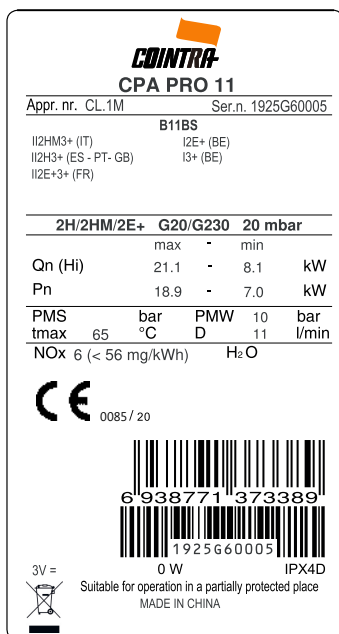 COINTRA
CPA PRO 11
Appr. nr. CL.1M Ser.n. 1925G60005
B11BS
II2HM3+ (IT) I2E+ (BE)
II2H3+ (ES - PT- GB) I3+ (BE)
II2E+3+ (FR)
2H/2HM/2E+ G20/G230 20 mbar
max - min
Qn (Hi) 21.1 - 8.1 kW
Pn 18.9 - 7.0 kW
PMS bar PMW 10 bar
tmax 65 °C D 11 l/min
NOx 6 (< 56 mg/kWh) H₂O
CE 0085 / 20
6 938771 373389
1925G60005
3V = 0 W IPX4D
Suitable for operation in a partially protected place
MADE IN CHINA